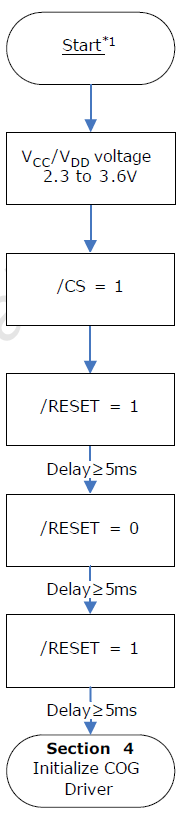 Start*1
VCC/VDD voltage
2.3 to 3.6V
/CS = 1
/RESET = 1
Delay≥5ms
/RESET = 0
Delay≥5ms
/RESET = 1
Delay≥5ms
Section 4
Initialize COG
Driver